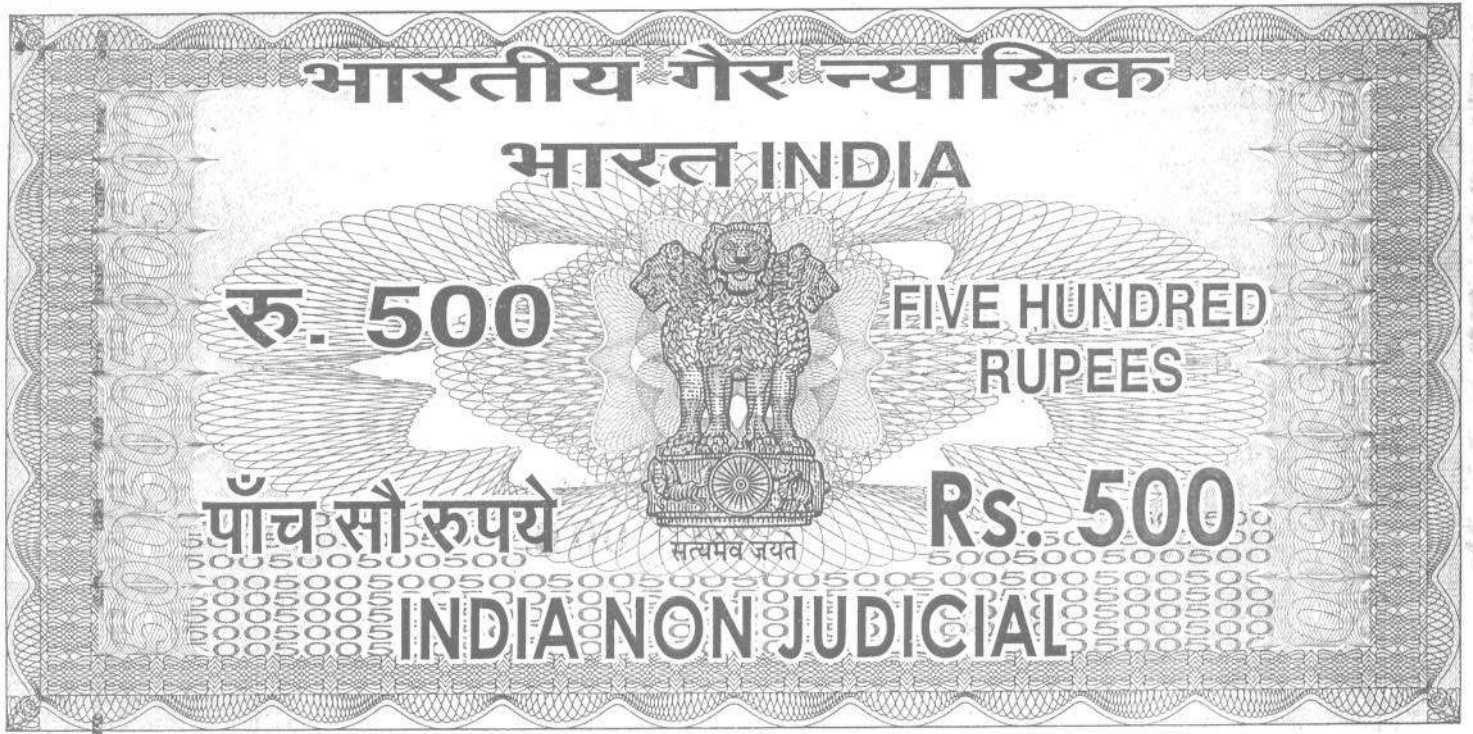 भारतीय गैर न्यायिक
भारत INDIA
रु. 500
FIVE HUNDRED
RUPEES
पाँच सौ रुपये
Rs. 500
सत्यमेव जयते
INDIA NON JUDICIAL